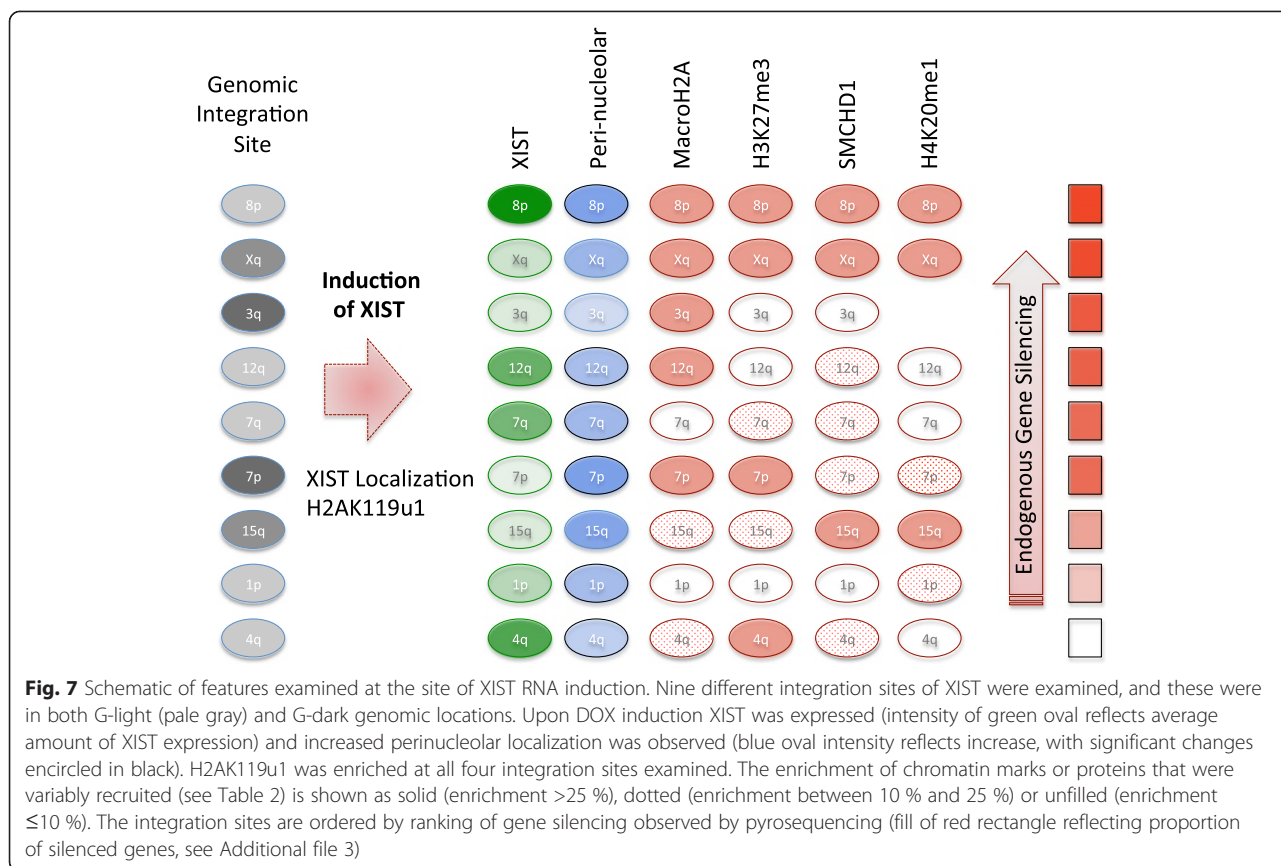 Genomic
Integration
Site
XIST
Peri-nucleolar
MacroH2A
H3K27me3
SMCHD1
H4K20me1
8p 8p 8p 8p 8p 8p 8p
Xq Xq Xq Xq Xq Xq Xq
3q 3q 3q 3q 3q 3q
12q 12q 12q 12q 12q 12q 12q
7q 7q 7q 7q 7q 7q 7q
7p 7p 7p 7p 7p 7p 7p
15q 15q 15q 15q 15q 15q 15q
1p 1p 1p 1p 1p 1p 1p
4q 4q 4q 4q 4q 4q 4q
Induction
of XIST
XIST Localization
H2AK119u1
Endogenous Gene Silencing
Fig. 7 Schematic of features examined at the site of XIST RNA induction. Nine different integration sites of XIST were examined, and these were
in both G-light (pale gray) and G-dark genomic locations. Upon DOX induction XIST was expressed (intensity of green oval reflects average
amount of XIST expression) and increased perinucleolar localization was observed (blue oval intensity reflects increase, with significant changes
encircled in black). H2AK119u1 was enriched at all four integration sites examined. The enrichment of chromatin marks or proteins that were
variably recruited (see Table 2) is shown as solid (enrichment >25 %), dotted (enrichment between 10 % and 25 %) or unfilled (enrichment
≤10 %). The integration sites are ordered by ranking of gene silencing observed by pyrosequencing (fill of red rectangle reflecting proportion
of silenced genes, see Additional file 3)